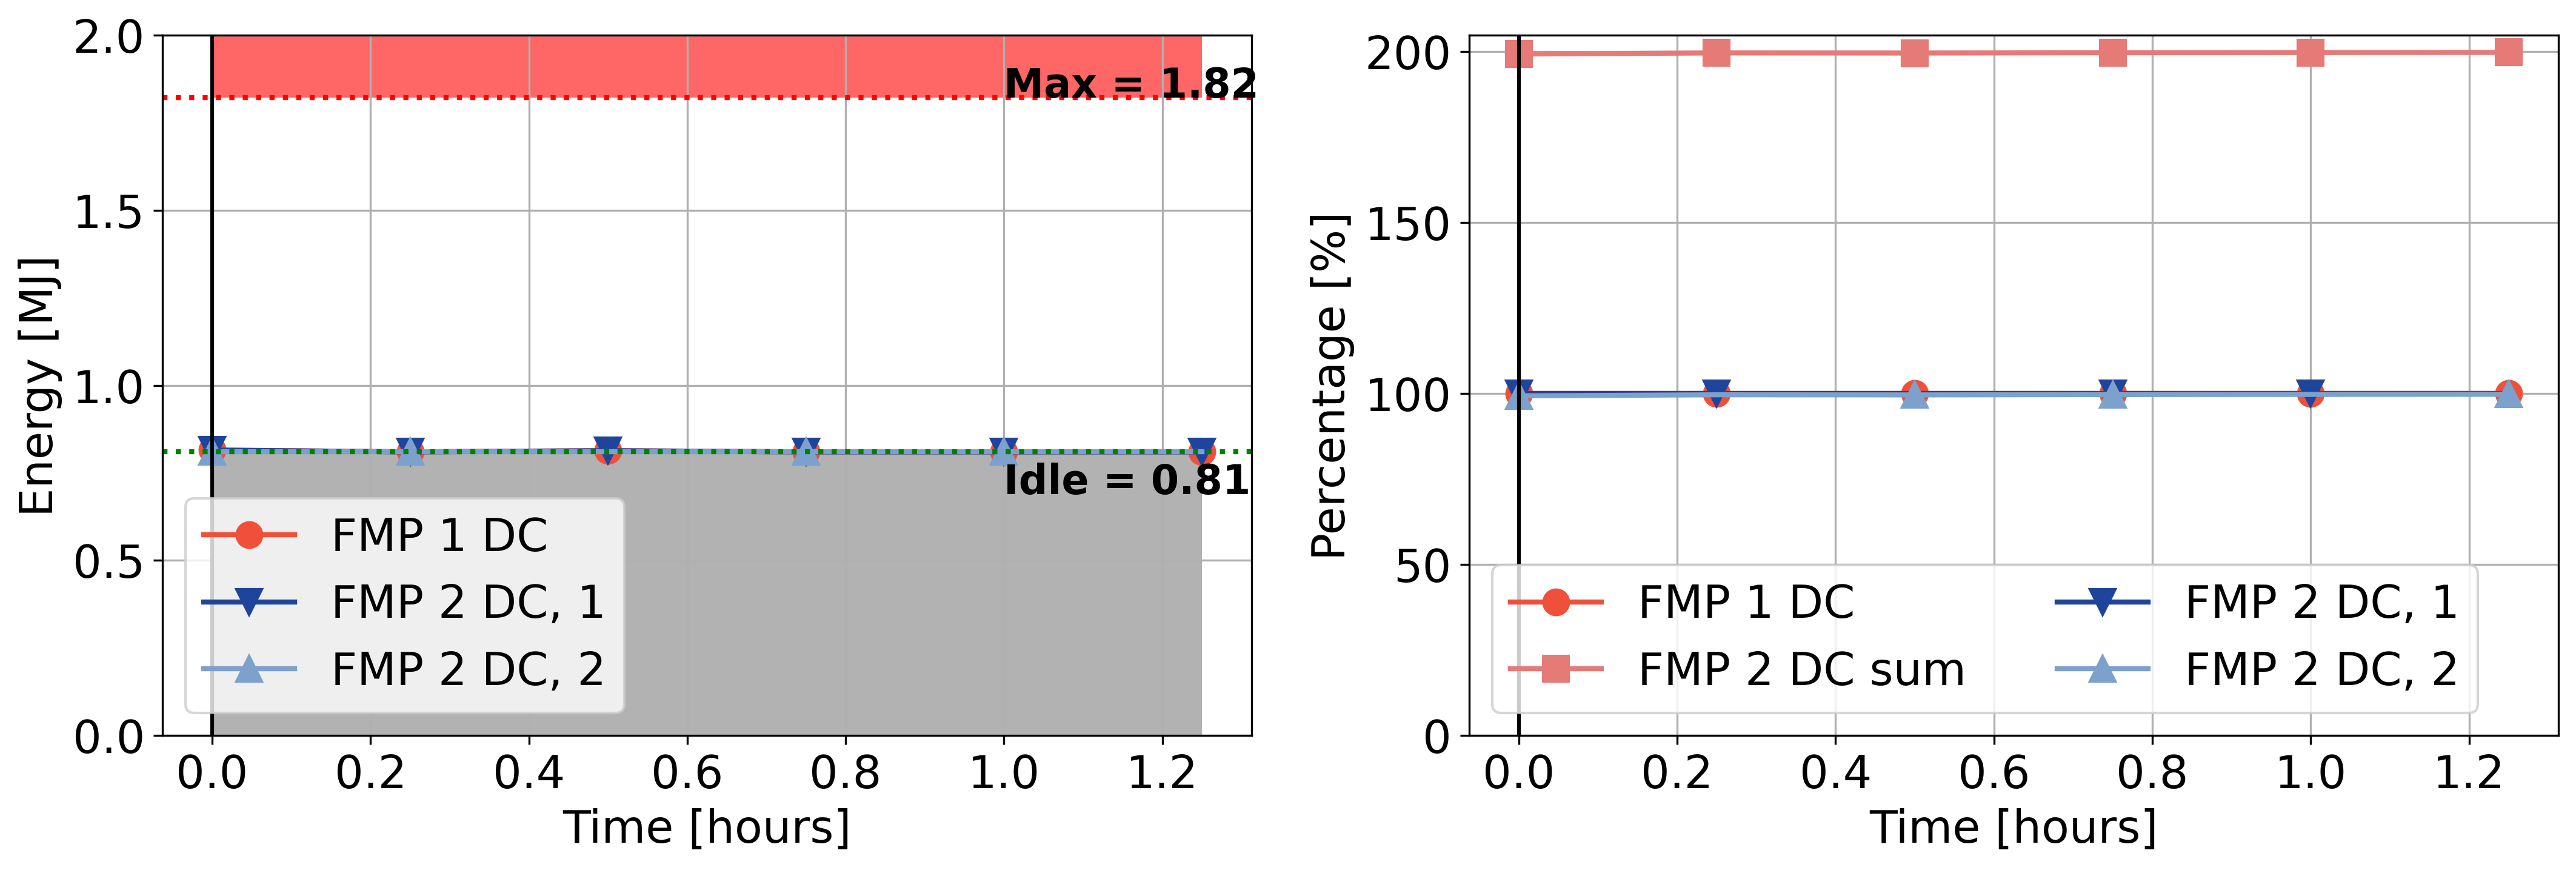 2.0
1.5
1.0
0.5
0.0
Energy [MJ]
Max = 1.82
Idle = 0.81
FMP 1 DC
FMP 2 DC, 1
FMP 2 DC, 2
0.0 0.2 0.4 0.6 0.8 1.0 1.2
Time [hours]
200
150
100
50
0
Percentage [%]
FMP 1 DC
FMP 2 DC sum
FMP 2 DC, 1
FMP 2 DC, 2
0.0 0.2 0.4 0.6 0.8 1.0 1.2
Time [hours]